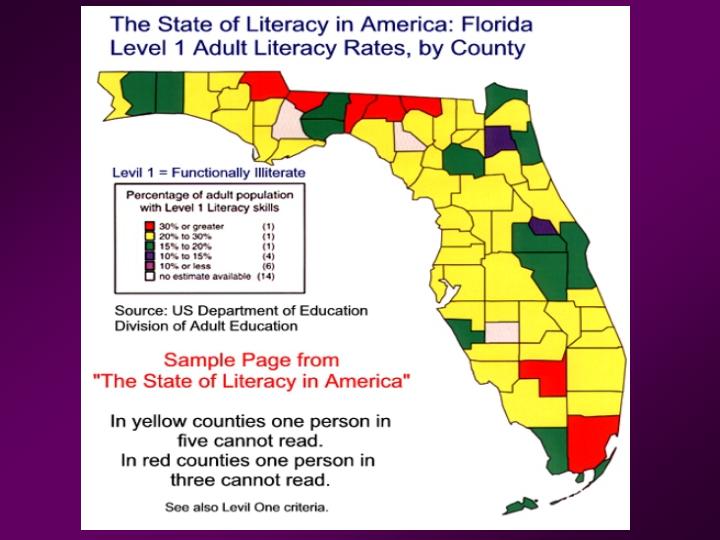 The State of Literacy in America: Florida
Level 1 Adult Literacy Rates, by County
Levil 1 = Functionally Illiterate
Percentage of adult population
with Level 1 Literacy skills
30% or greater (1)
20% to 30% (1)
15% to 20% (1)
10% to 15% (4)
10% or less (6)
no estimate available (14)
Source: US Department of Education
Division of Adult Education
Sample Page from
"The State of Literacy in America"
In yellow counties one person in
five cannot read.
In red counties one person in
three cannot read.
See also Levil One criteria.